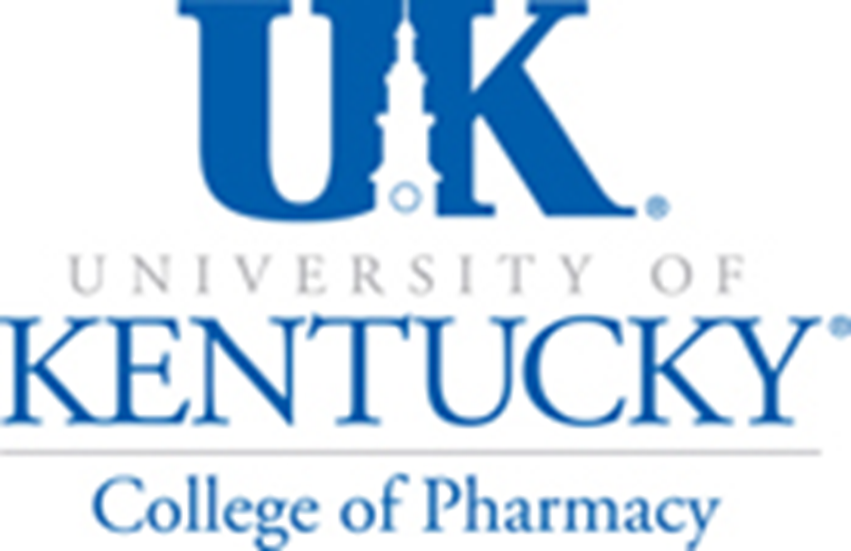 UK®
UNIVERSITY OF
KENTUCKY®
College of Pharmacy